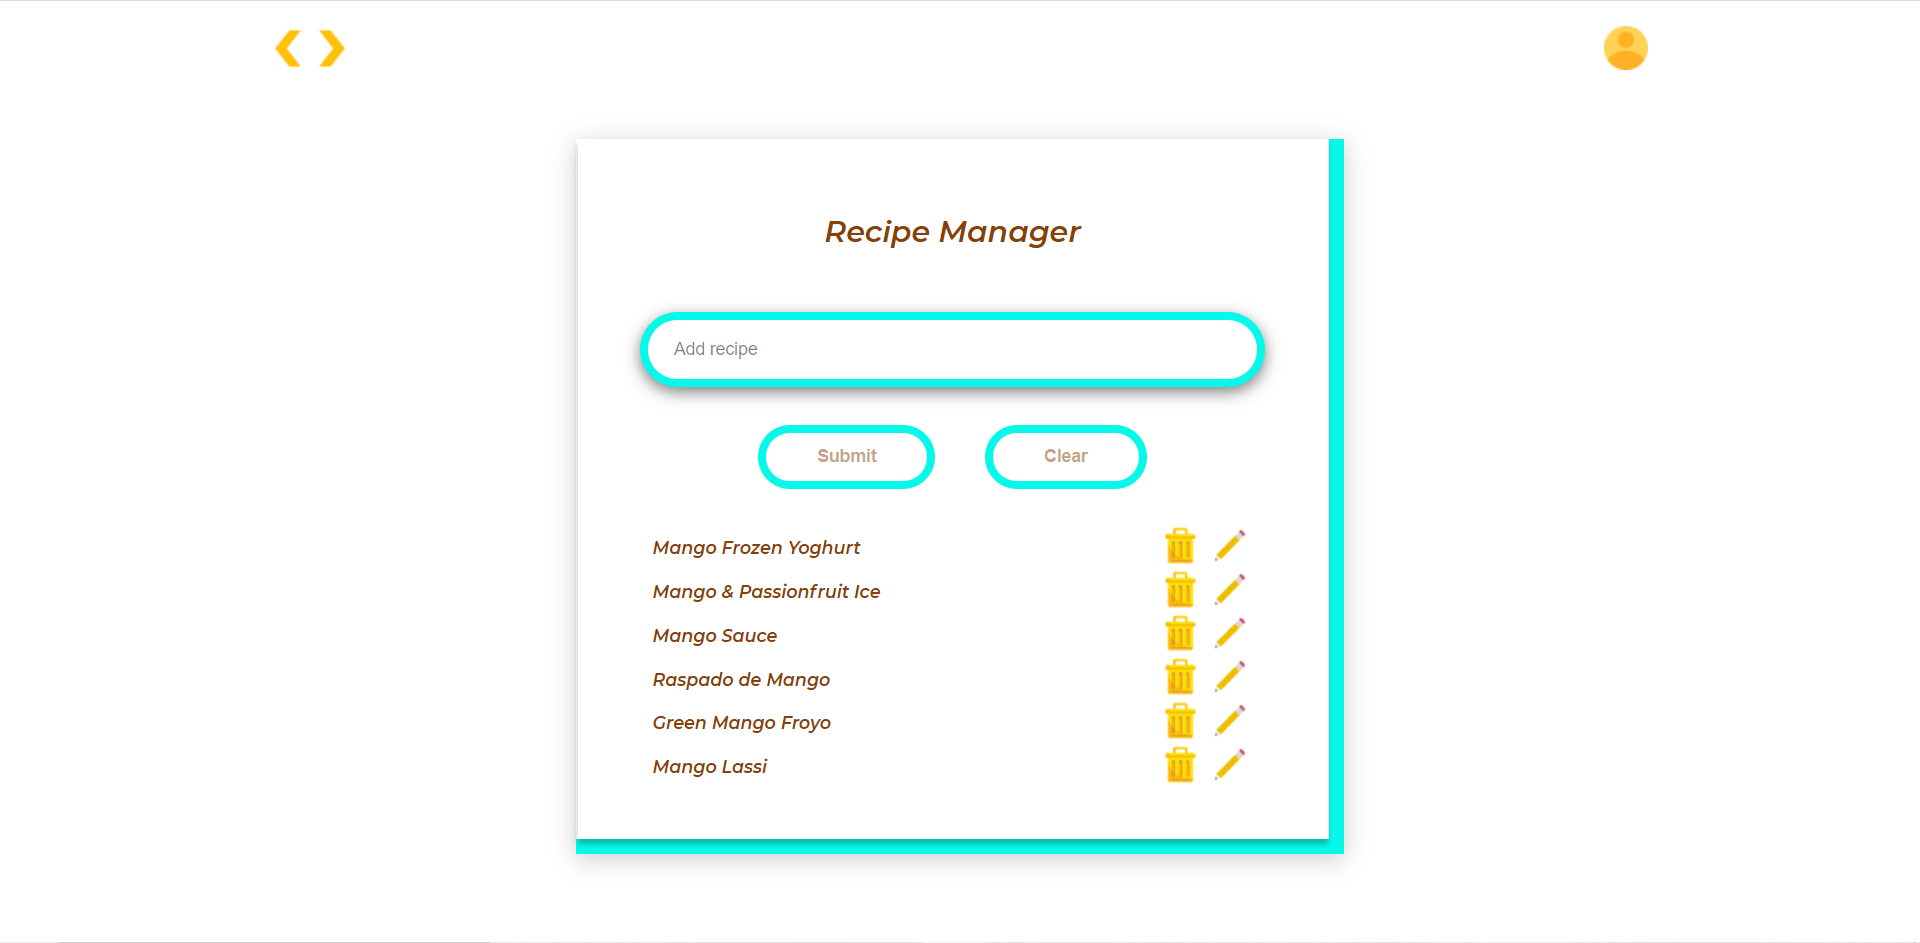 Recipe Manager
Add recipe
Submit Clear
Mango Frozen Yoghurt
Mango & Passionfruit Ice
Mango Sauce
Raspado de Mango
Green Mango Froyo
Mango Lassi